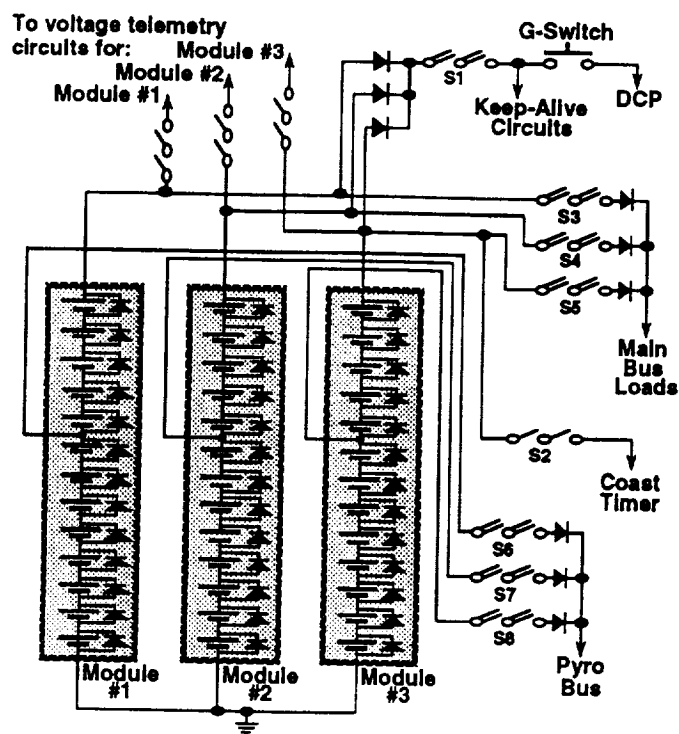 To voltage telemetry
circuits for:
Module #3
Module #2
Module #1
G-Switch
S1
Keep-Alive
Circuits
DCP
S3
S4
S5
Main
Bus
Loads
S2
Coast
Timer
S6
S7
S8
Pyro
Bus
Module
#1
Module
#2
Module
#3